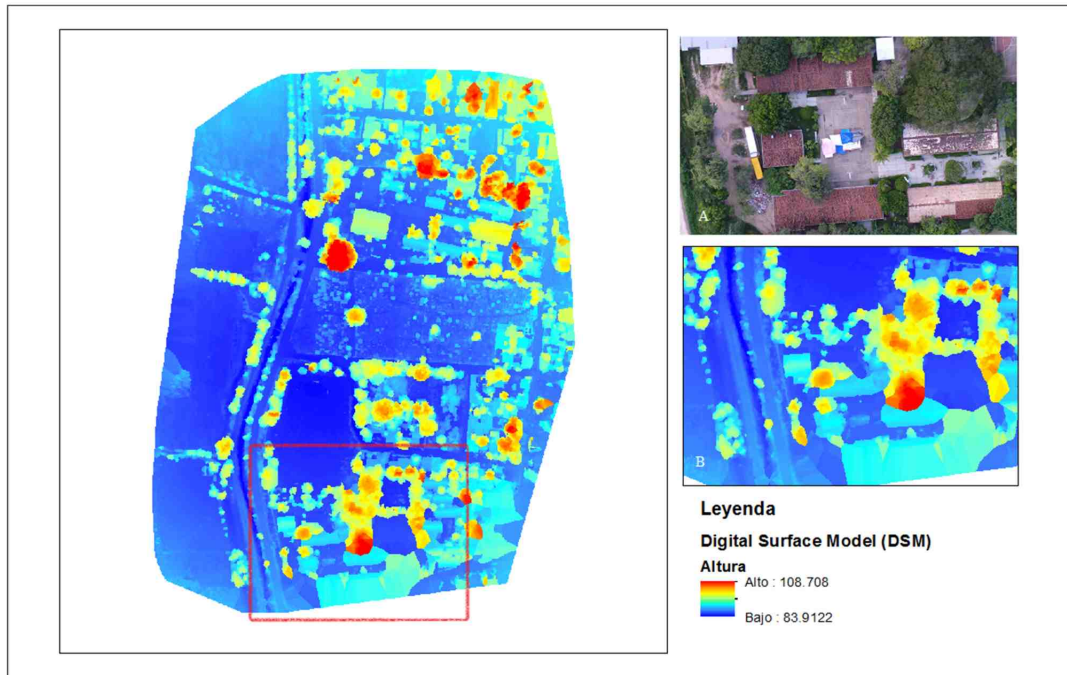 A
B
Leyenda
Digital Surface Model (DSM)
Altura
Alto : 108.708
Bajo : 83.9122